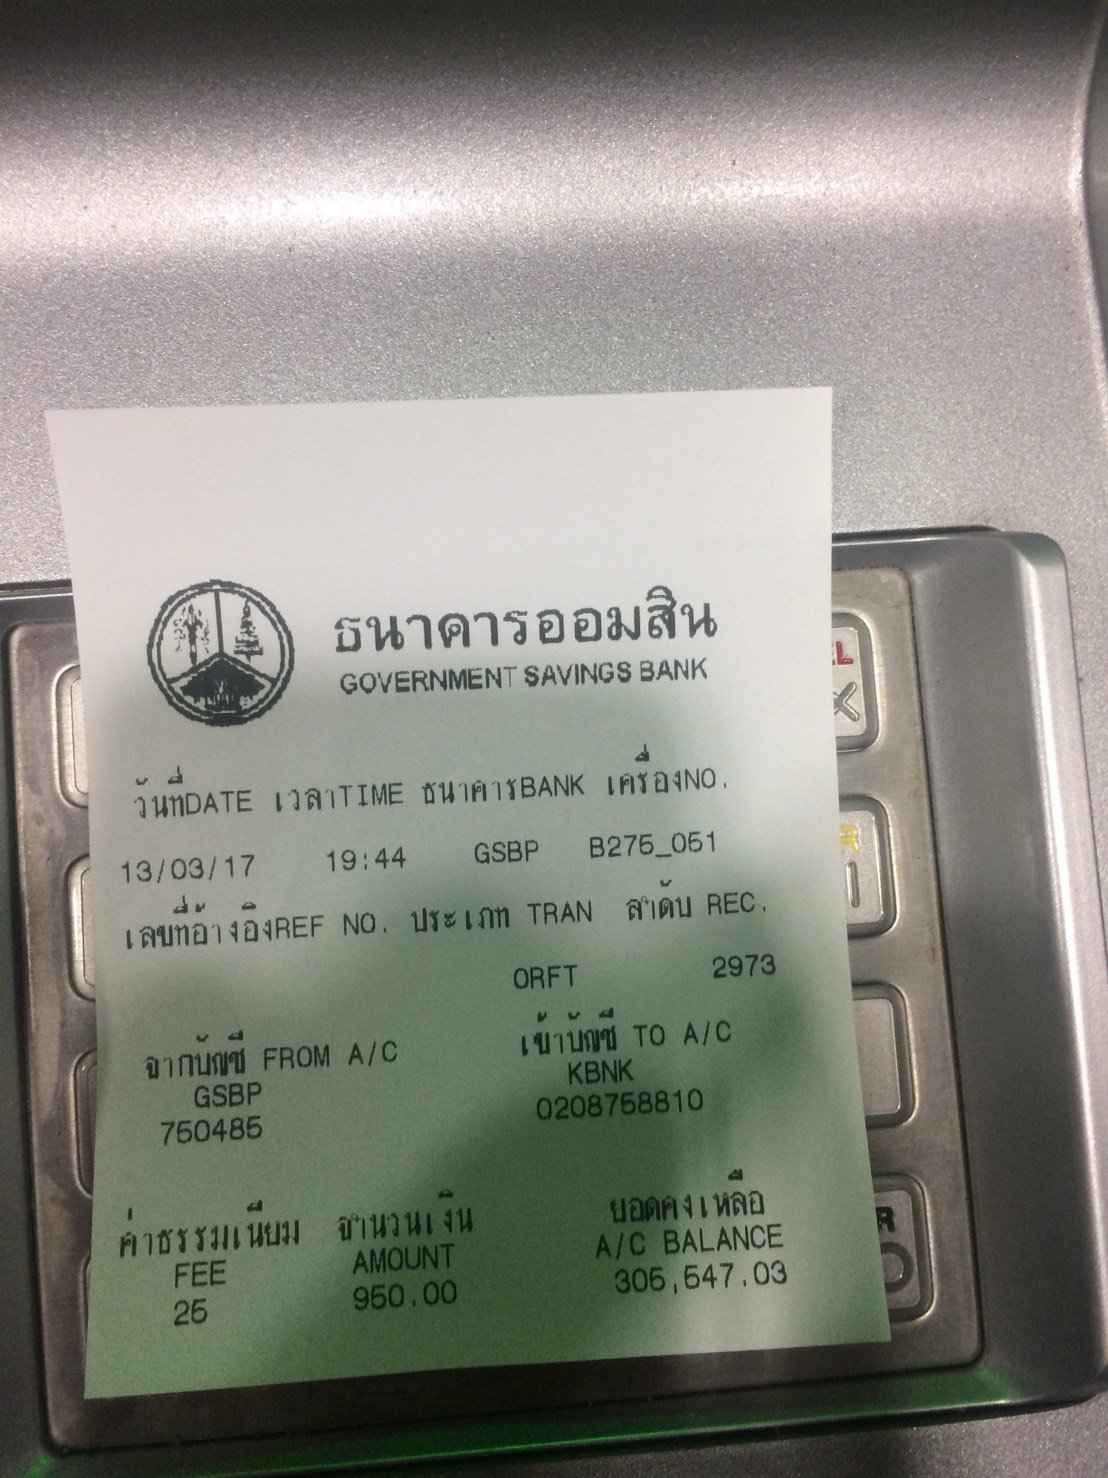 ธนาคารออมสิน
GOVERNMENT SAVINGS BANK
วันที่DATE เวลาTIME ธนาคารBANK เครื่องNO.
13/03/17 19:44 GSBP B275_051
เลขที่อ้างอิงREF NO. ประเภท TRAN ลำดับ REC.
ORFT 2973
จากบัญชี FROM A/C เข้าบัญชี TO A/C
GSBP KBNK
750485 0208758810
ค่าธรรมเนียม จำนวนเงิน ยอดคงเหลือ
FEE AMOUNT A/C BALANCE
25 950.00 305,547.03